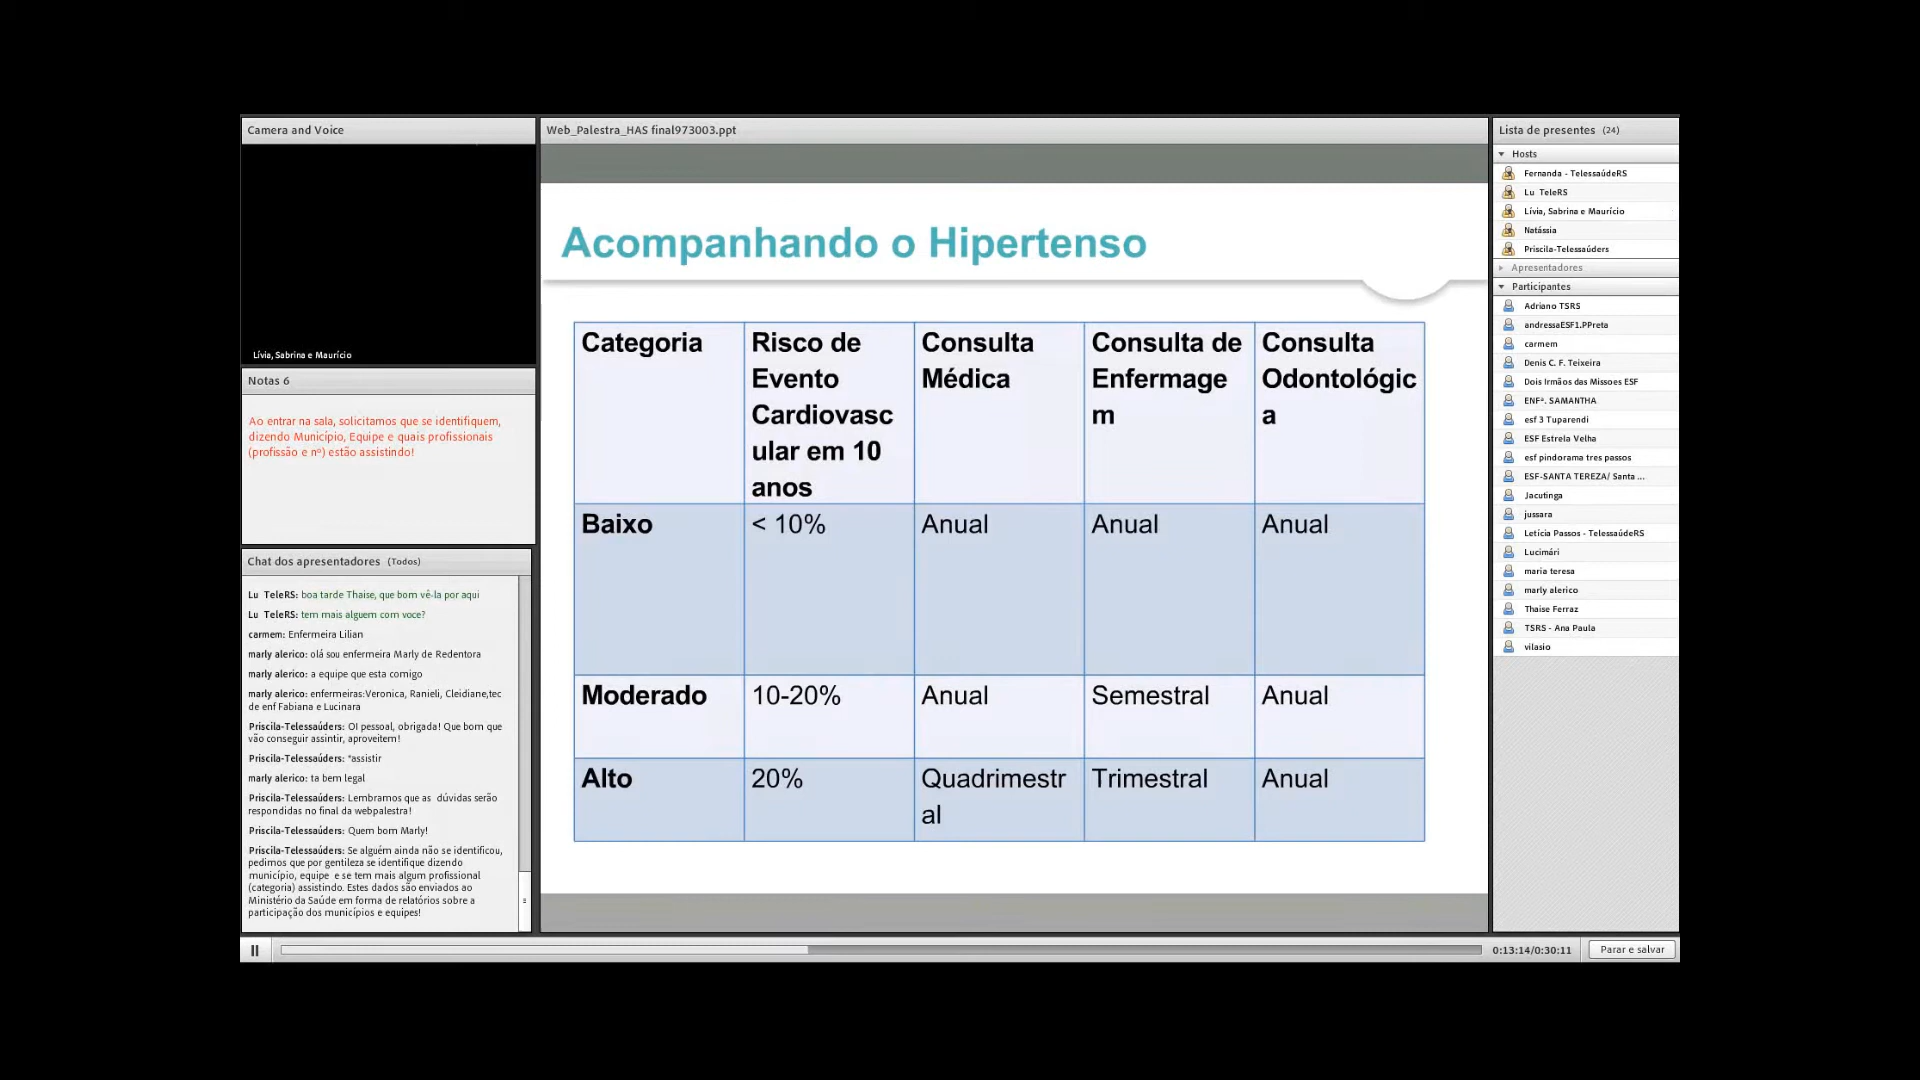 Camera and Voice
Lívia, Sabrina e Maurício
Notas 6
Ao entrar na sala, solicitamos que se identifiquem,
dizendo Município, Equipe e quais profissionais
(profissão e nº) estão assistindo!
Chat dos apresentadores (Todos)
Lu TeleRS: boa tarde Thaise, que bom vê-la por aqui
Lu TeleRS: tem mais alguem com voce?
carmem: Enfermeira Lilian
marly alerico: olá sou enfermeira Marly de Redentora
marly alerico: a equipe que esta comigo
marly alerico: enfermeiras:Veronica, Ranieli, Cleidiane,tec
de enf Fabiana e Lucinara
Priscila-Telessaúders: OI pessoal, obrigada! Que bom que
vão conseguir assintir, aproveitem!
Priscila-Telessaúders: *assistir
marly alerico: ta bem legal
Priscila-Telessaúders: Lembramos que as dúvidas serão
respondidas no final da webpalestra!
Priscila-Telessaúders: Quem bom Marly!
Priscila-Telessaúders: Se alguém ainda não se identificou,
pedimos que por gentileza se identifique dizendo
município, equipe e se tem mais algum profissional
(categoria) assistindo. Estes dados são enviados ao
Ministério da Saúde em forma de relatórios sobre a
participação dos municípios e equipes!
Web_Palestra_HAS final973003.ppt
Acompanhando o Hipertenso
Categoria
Risco de
Evento
Cardiovasc
ular em 10
anos
Consulta
Médica
Consulta de
Enfermage
m
Consulta
Odontológic
a
Baixo
< 10%
Anual
Anual
Anual
Moderado
10-20%
Anual
Semestral
Anual
Alto
20%
Quadrimestr
al
Trimestral
Anual
Lista de presentes (24)
Hosts
Fernanda - TelessaúdeRS
Lu TeleRS
Lívia, Sabrina e Maurício
Natássia
Priscila-Telessaúders
Apresentadores
Participantes
Adriano TSRS
andressaESF1.PPreta
carmem
Denis C. F. Teixeira
Dois Irmãos das Missoes ESF
ENFª. SAMANTHA
esf 3 Tuparendi
ESF Estrela Velha
esf pindorama tres passos
ESF-SANTA TEREZA/ Santa ...
Jacutinga
jussara
Letícia Passos - TelessaúdeRS
Lucimári
maria teresa
marly alerico
Thaise Ferraz
TSRS - Ana Paula
vilasio
0:13:14/0:30:11
Parar e salvar